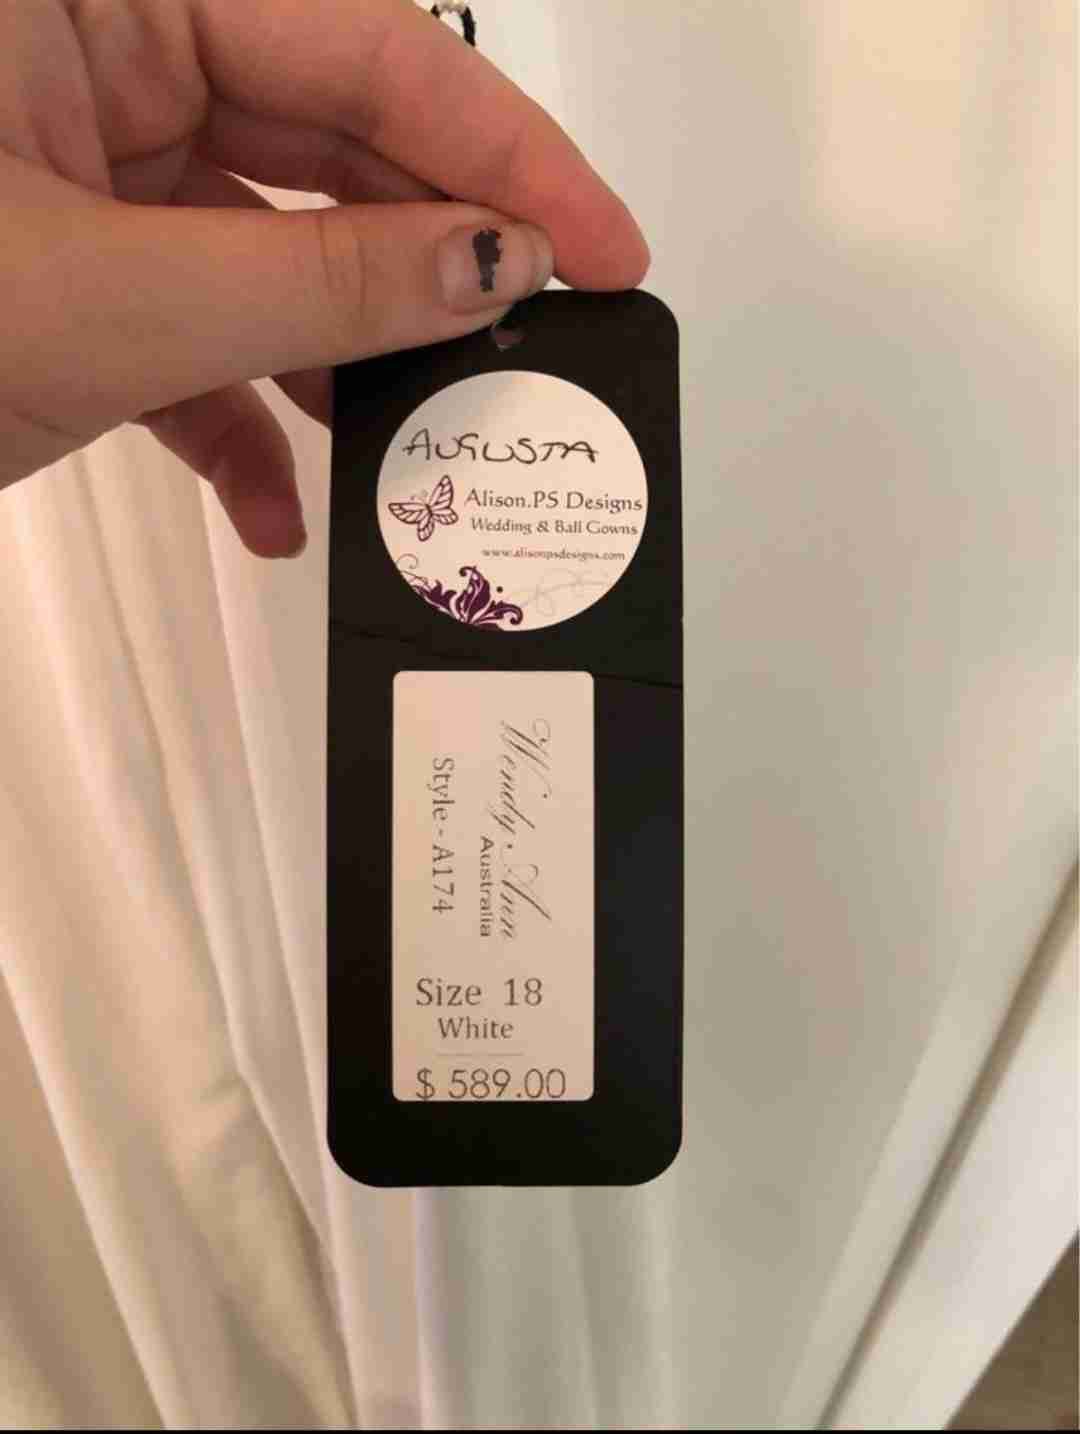 AUGUSTA
Alison.PS Designs
Wedding & Ball Gowns
www.alisonpsdesigns.com
Wendy Ann
Australia
Style - A174
Size 18
White
$ 589.00